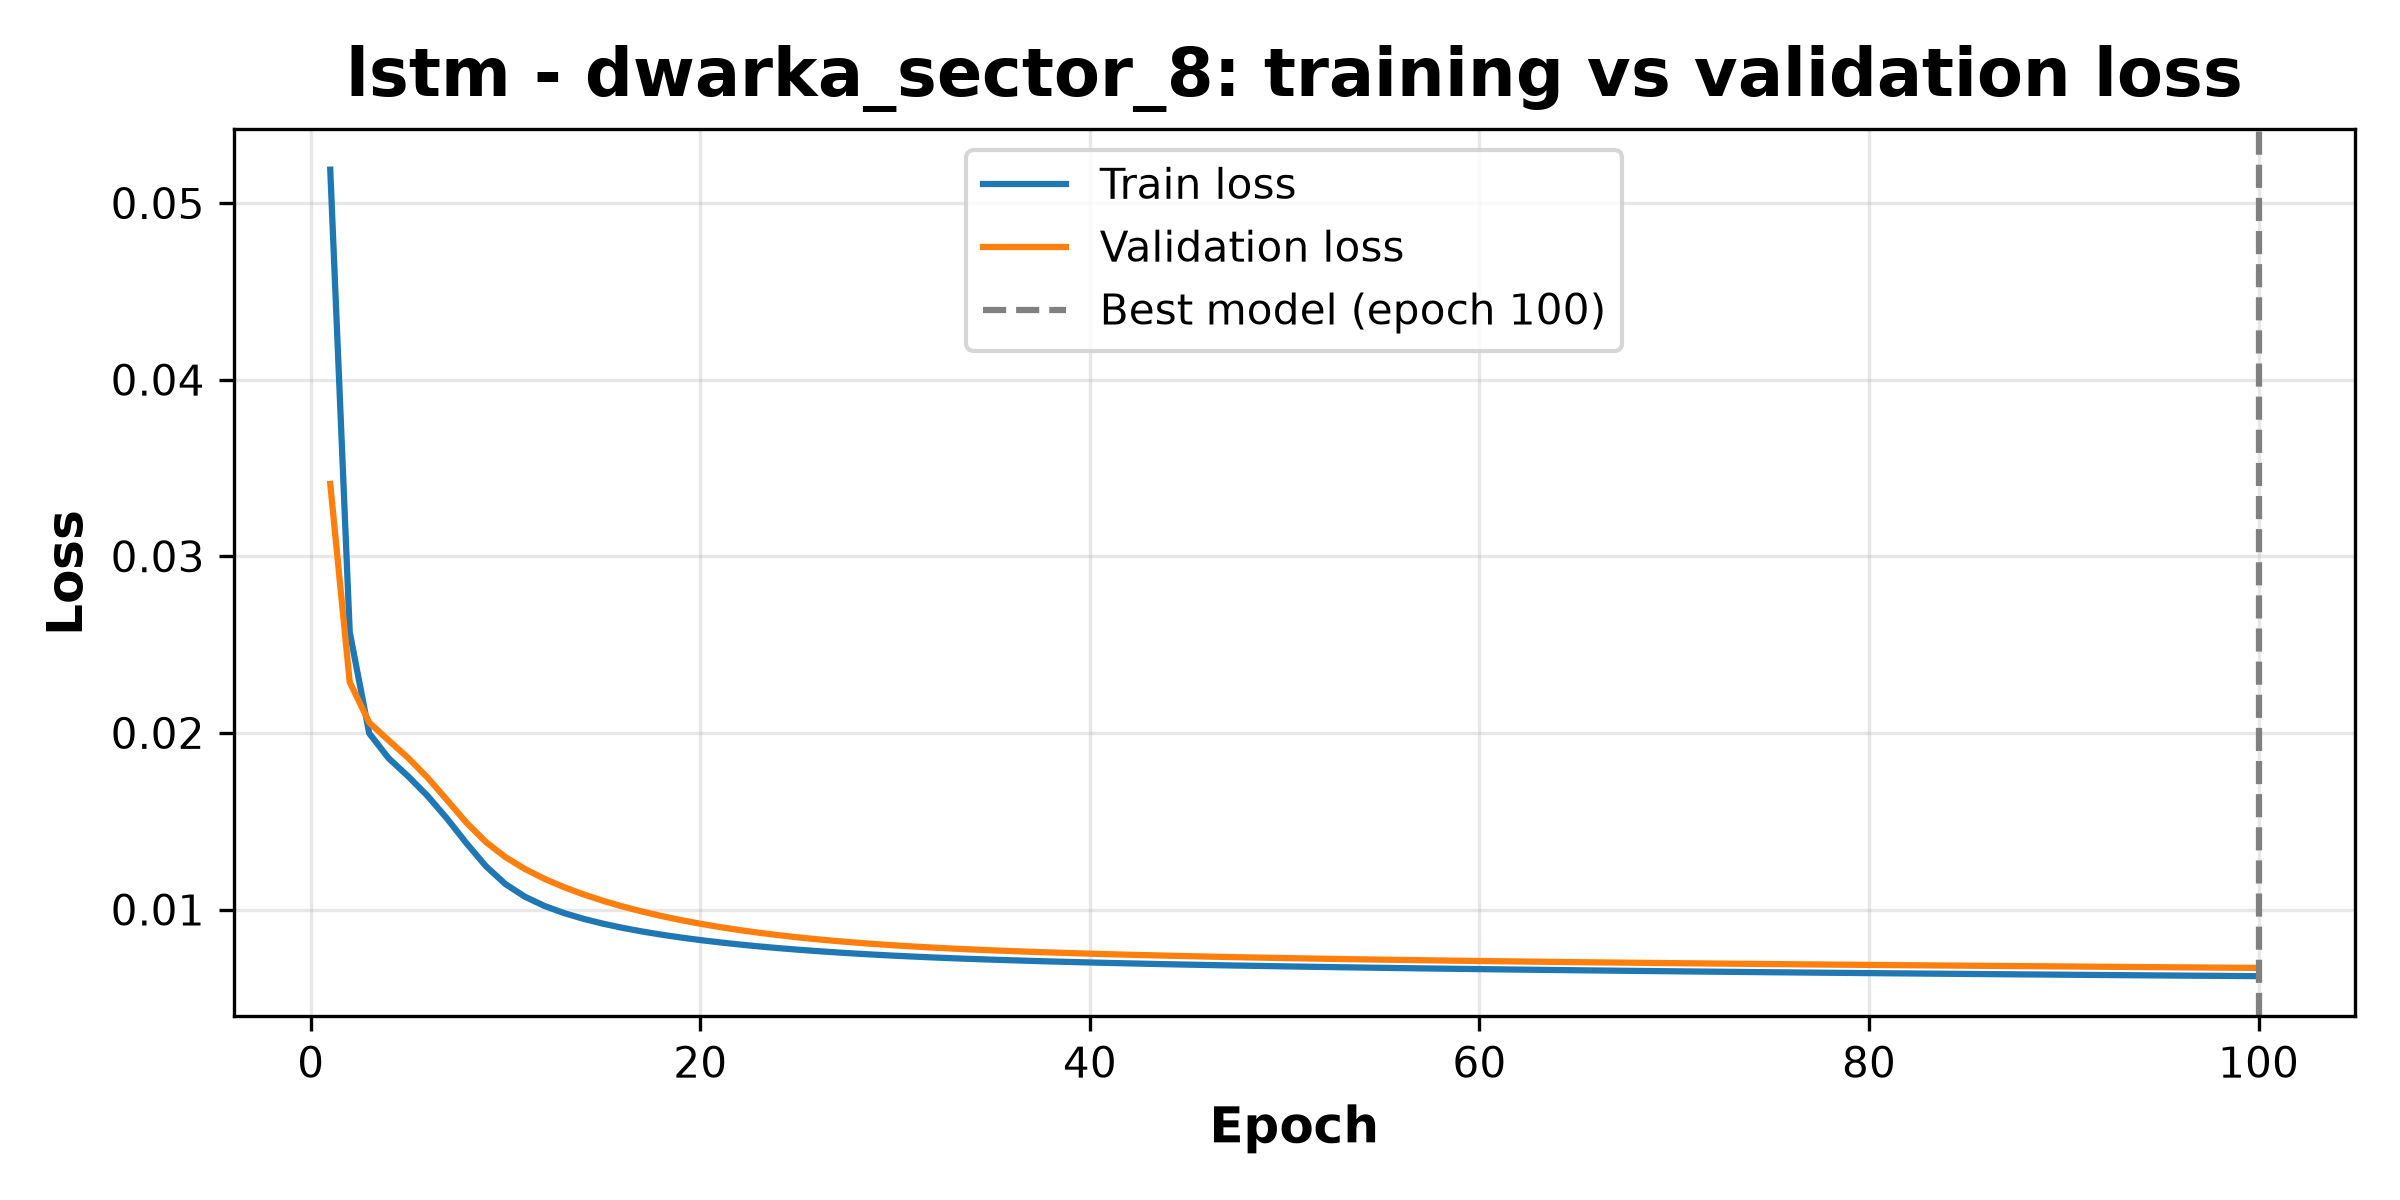 lstm - dwarka_sector_8: training vs validation loss
Train loss
Validation loss
Best model (epoch 100)
Loss
0.05
0.04
0.03
0.02
0.01
0 20 40 60 80 100
Epoch